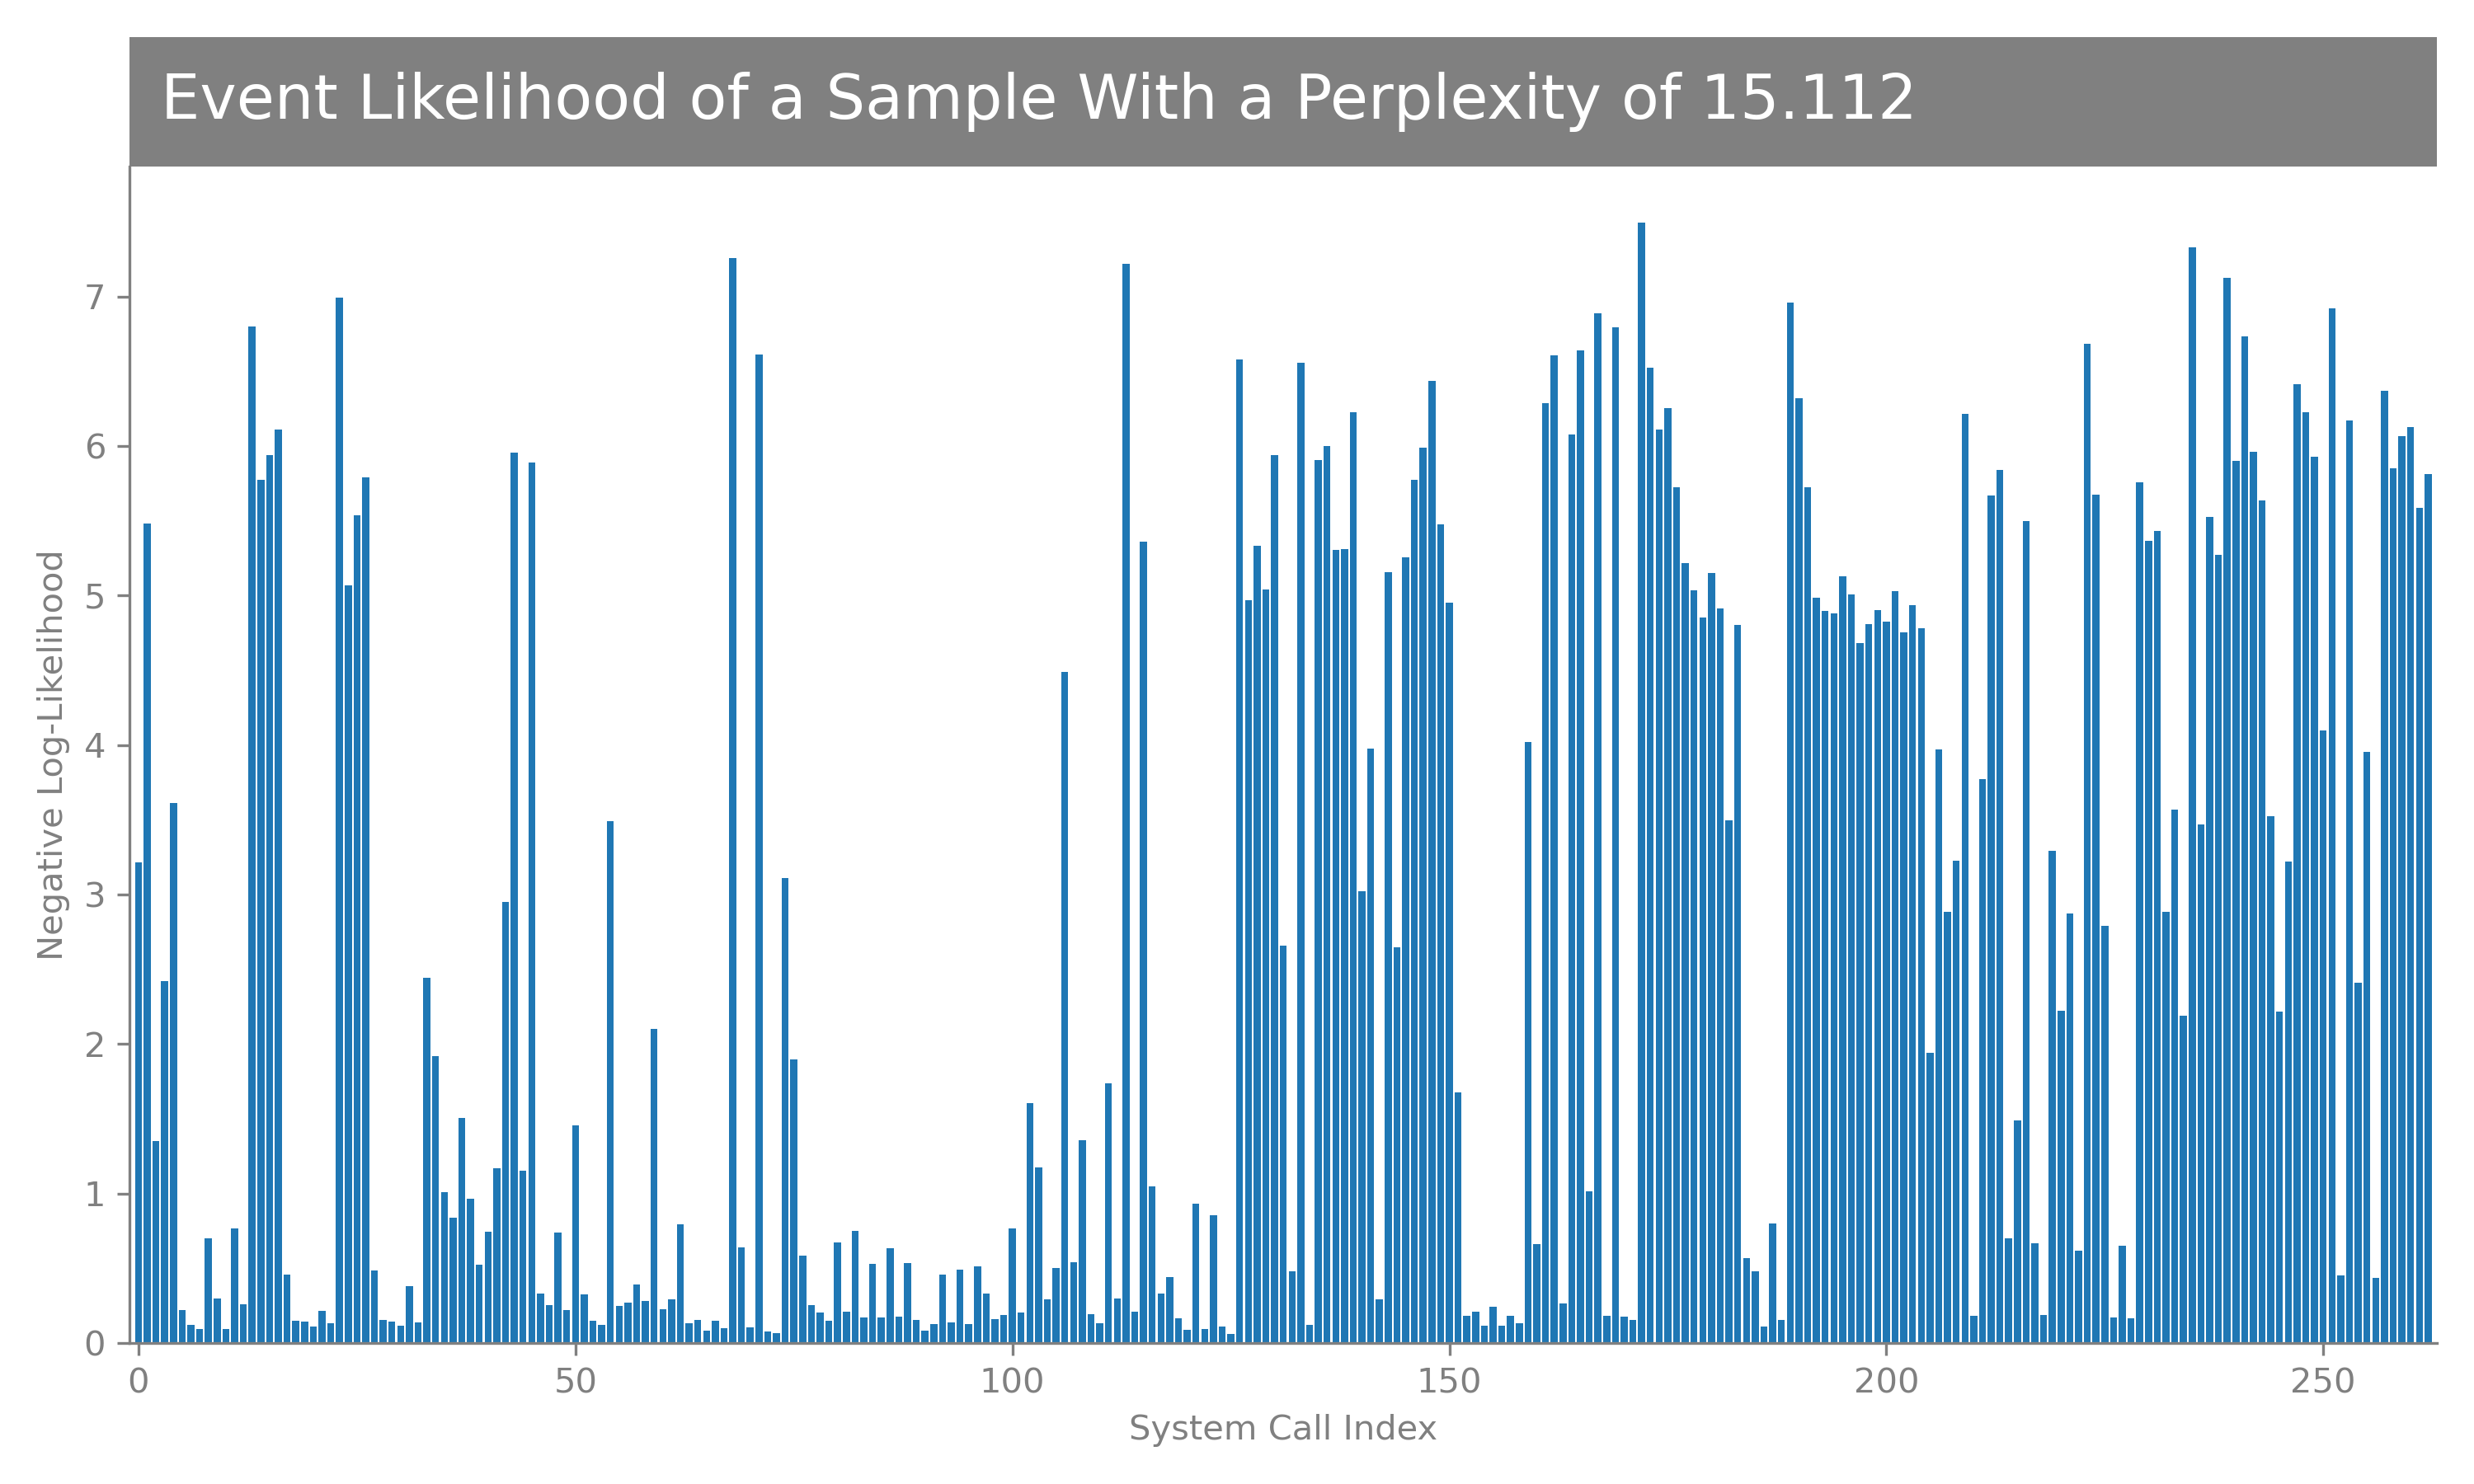 Event Likelihood of a Sample With a Perplexity of 15.112
Negative Log-Likelihood
7
6
5
4
3
2
1
0
0 50 100 150 200 250
System Call Index